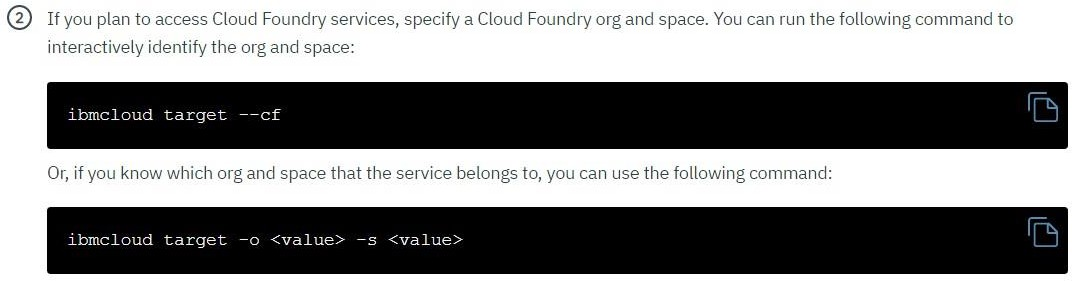 2 If you plan to access Cloud Foundry services, specify a Cloud Foundry org and space. You can run the following command to
interactively identify the org and space:
ibmcloud target --cf
Or, if you know which org and space that the service belongs to, you can use the following command:
ibmcloud target -o <value> -s <value>